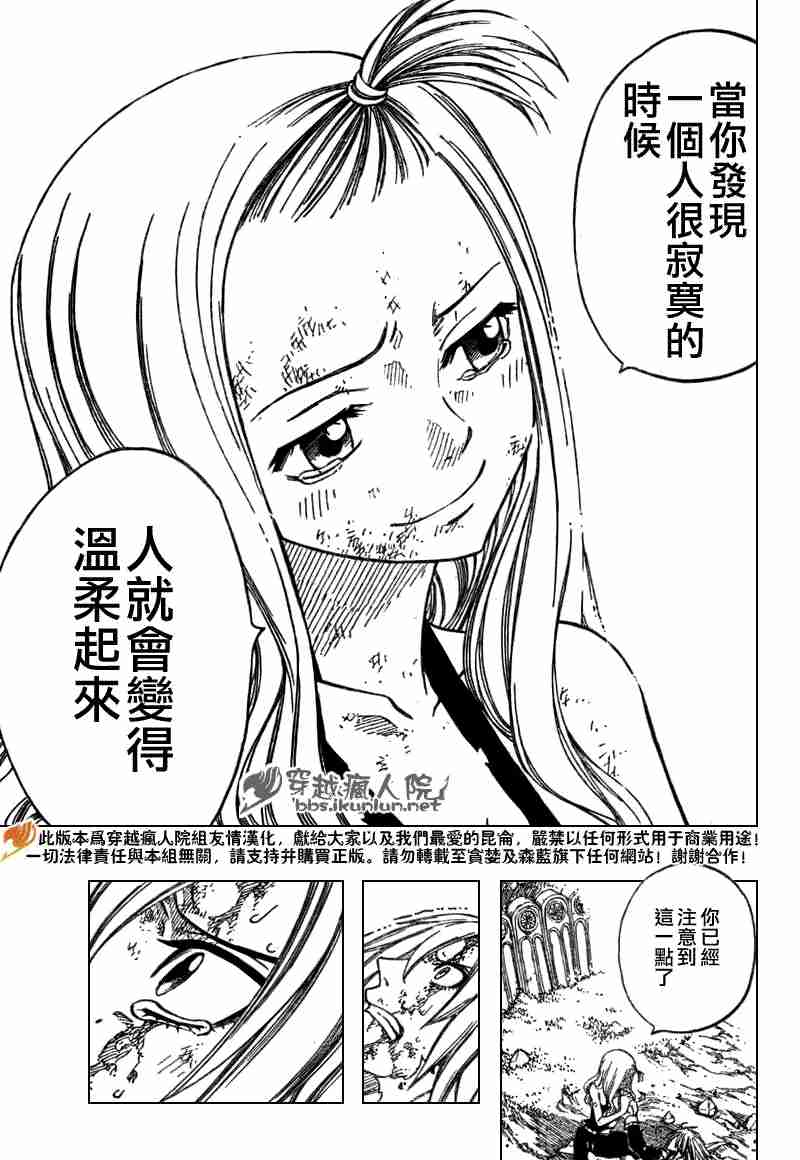 當你發現
一個人很寂寞的
時候
人就會變得
溫柔起來
穿越瘋人院
bbs.ikunlun.net
此版本爲穿越瘋人院組友情漢化，獻給大家以及我們最愛的昆侖，嚴禁以任何形式用于商業用途！
一切法律責任與本組無關，請支持并購買正版。請勿轉載至貪婪及森藍旗下任何網站！謝謝合作！
你已經
注意到
這一點了